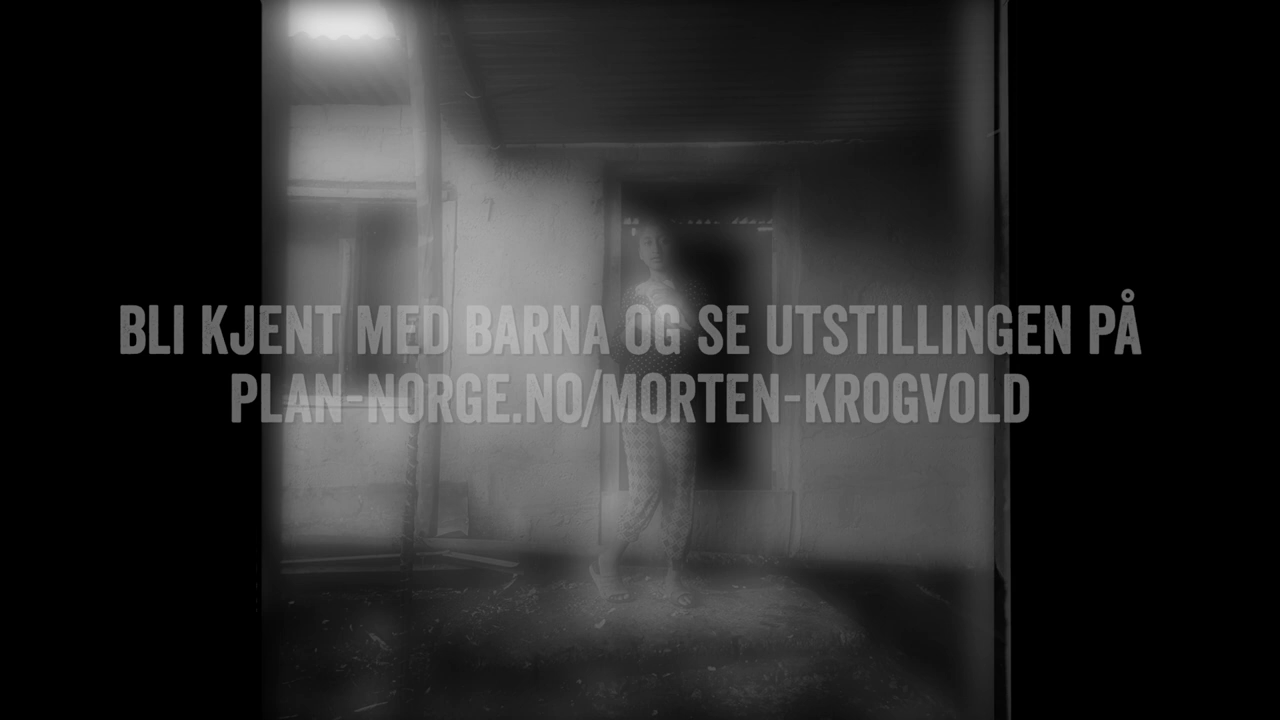 BLI KJENT MED BARNA OG SE UTSTILLINGEN PÅ
PLAN-NORGE.NO/MORTEN-KROGVOLD